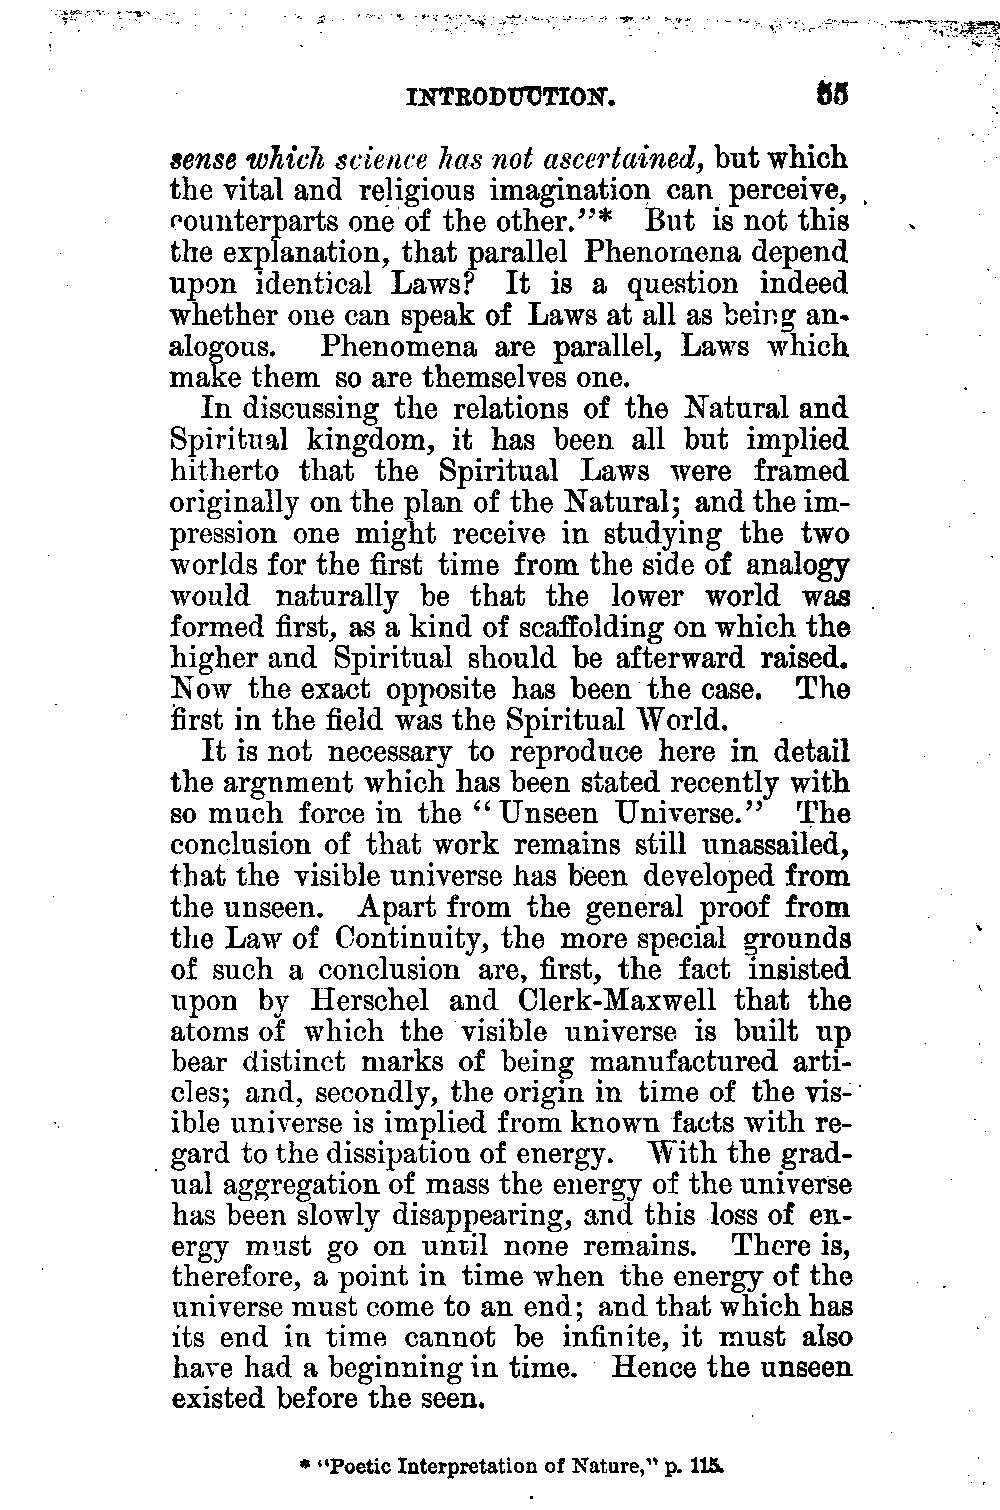 INTRODUCTION. 55
sense which science has not ascertained, but which
the vital and religious imagination can perceive,
counterparts one of the other."* But is not this
the explanation, that parallel Phenomena depend
upon identical Laws? It is a question indeed
whether one can speak of Laws at all as being an-
alogous. Phenomena are parallel, Laws which
make them so are themselves one.
In discussing the relations of the Natural and
Spiritual kingdom, it has been all but implied
hitherto that the Spiritual Laws were framed
originally on the plan of the Natural; and the im-
pression one might receive in studying the two
worlds for the first time from the side of analogy
would naturally be that the lower world was
formed first, as a kind of scaffolding on which the
higher and Spiritual should be afterward raised.
Now the exact opposite has been the case. The
first in the field was the Spiritual World.
It is not necessary to reproduce here in detail
the argnment which has been stated recently with
so much force in the "Unseen Universe." The
conclusion of that work remains still unassailed,
that the visible universe has been developed from
the unseen. Apart from the general proof from
the Law of Continuity, the more special grounds
of such a conclusion are, first, the fact insisted
upon by Herschel and Clerk-Maxwell that the
atoms of which the visible universe is built up
bear distinct marks of being manufactured arti-
cles; and, secondly, the origin in time of the vis-
ible universe is implied from known facts with re-
gard to the dissipation of energy. With the grad-
ual aggregation of mass the energy of the universe
has been slowly disappearing, and this loss of en-
ergy must go on until none remains. There is,
therefore, a point in time when the energy of the
universe must come to an end; and that which has
its end in time cannot be infinite, it must also
have had a beginning in time. Hence the unseen
existed before the seen.
* "Poetic Interpretation of Nature," p. 115.